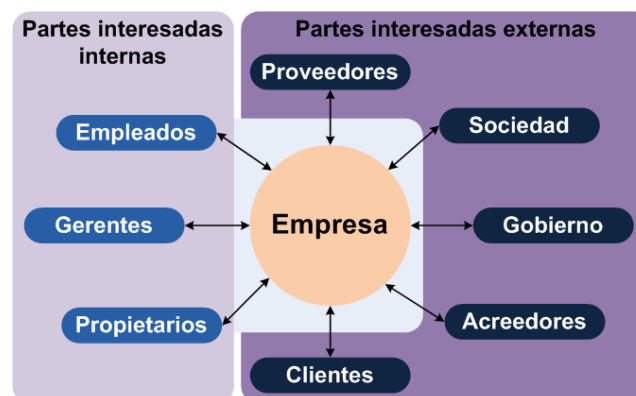 Partes interesadas
internas
Partes interesadas externas
Proveedores
Empleados
Sociedad
Gerentes
Empresa
Gobierno
Propietarios
Acreedores
Clientes